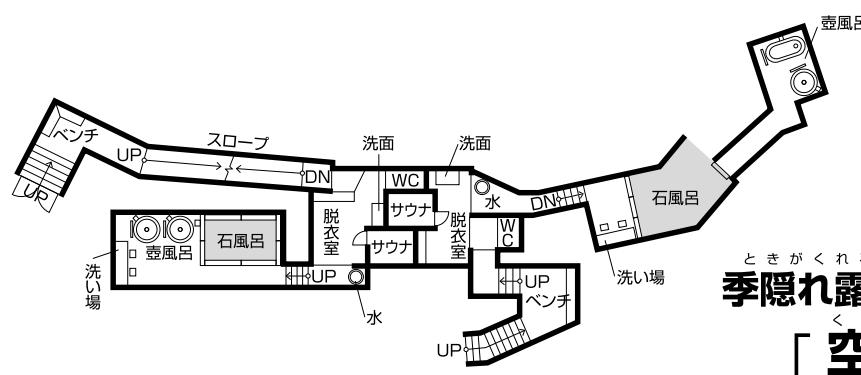 壺風呂
ベンチ
UP
UP
スロープ
DN
洗面
洗面
WC
サウナ
脱衣室
サウナ
脱衣室
水
DN
WC
石風呂
洗い場
壺風呂
石風呂
洗い場
UP
水
UP
ベンチ
UP
ときがくれ
季隠れ露
く
「空